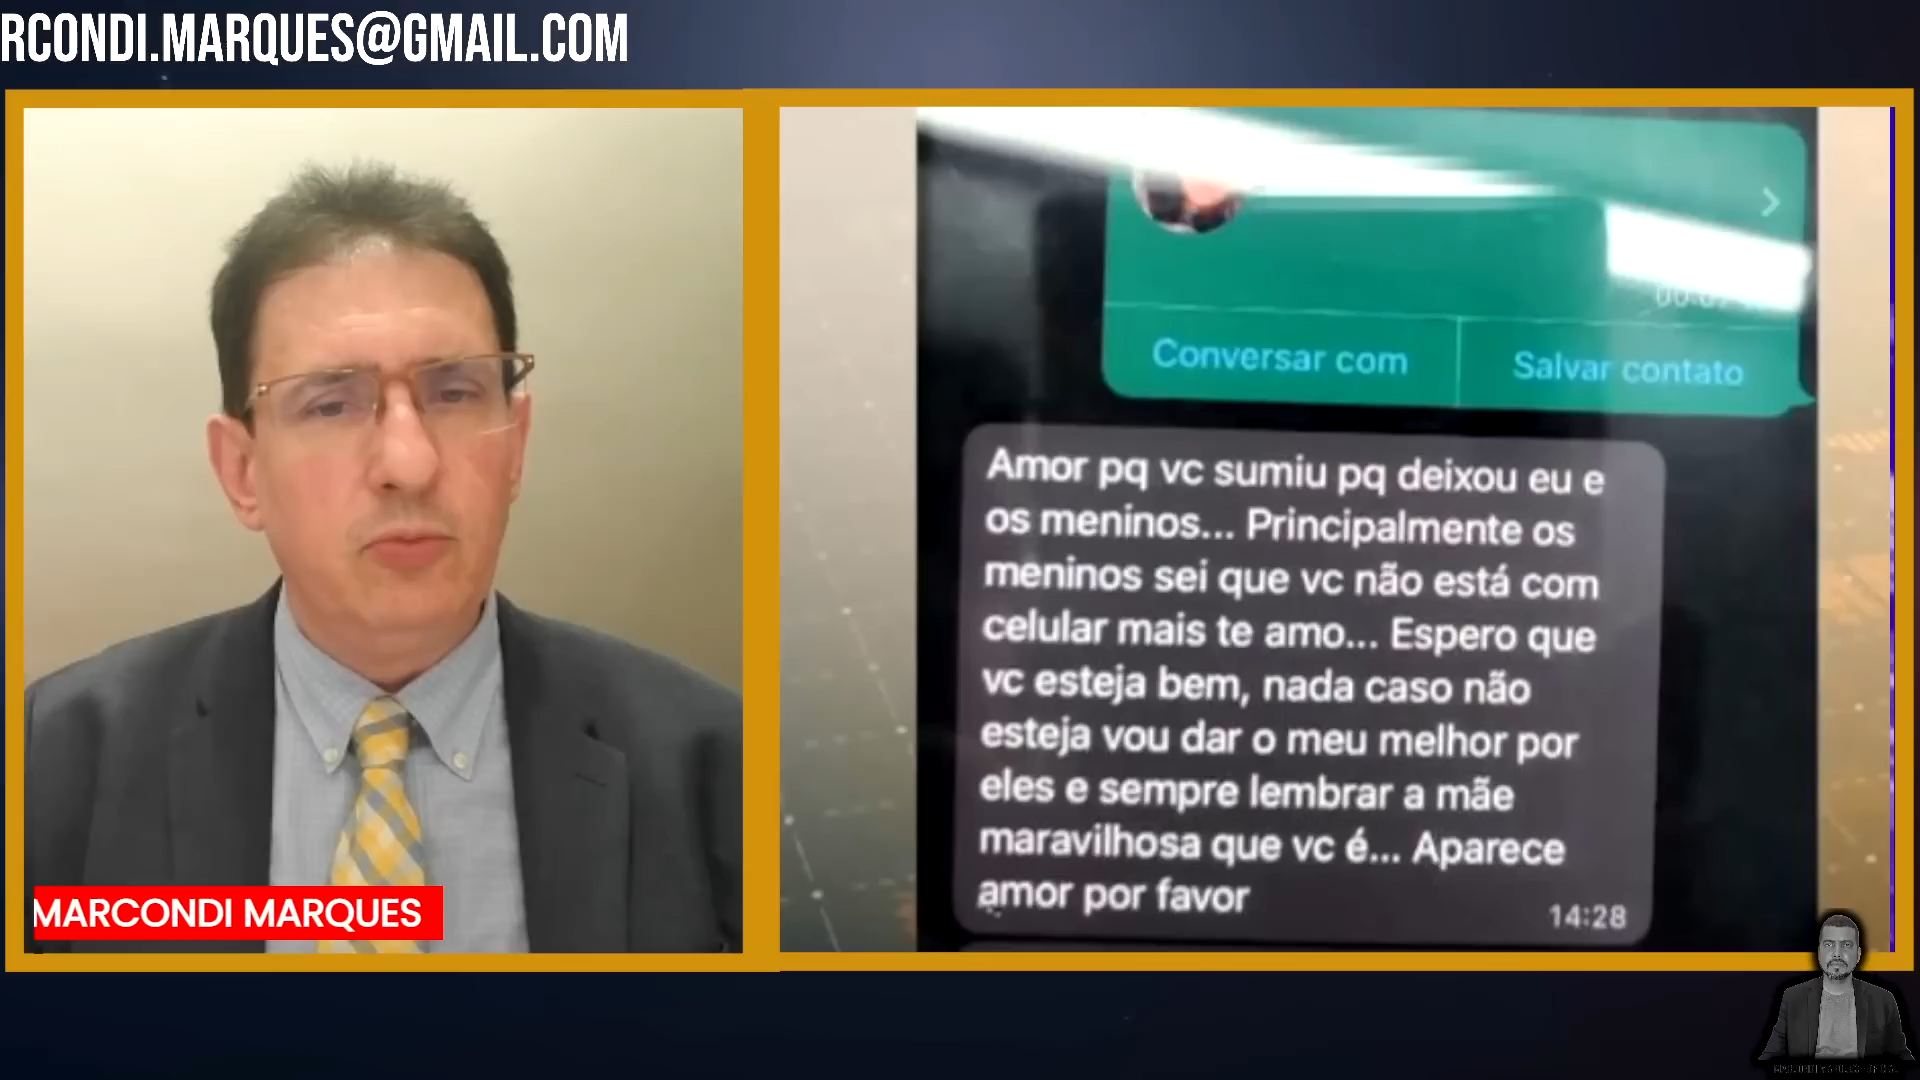 RCONDI.MARQUES@GMAIL.COM
Conversar com
Salvar contato
Amor pq vc sumiu pq deixou eu e
os meninos... Principalmente os
meninos sei que vc não está com
celular mais te amo... Espero que
vc esteja bem, nada caso não
esteja vou dar o meu melhor por
eles e sempre lembrar a mãe
maravilhosa que vc é... Aparece
amor por favor
14:28
MARCONDI MARQUES